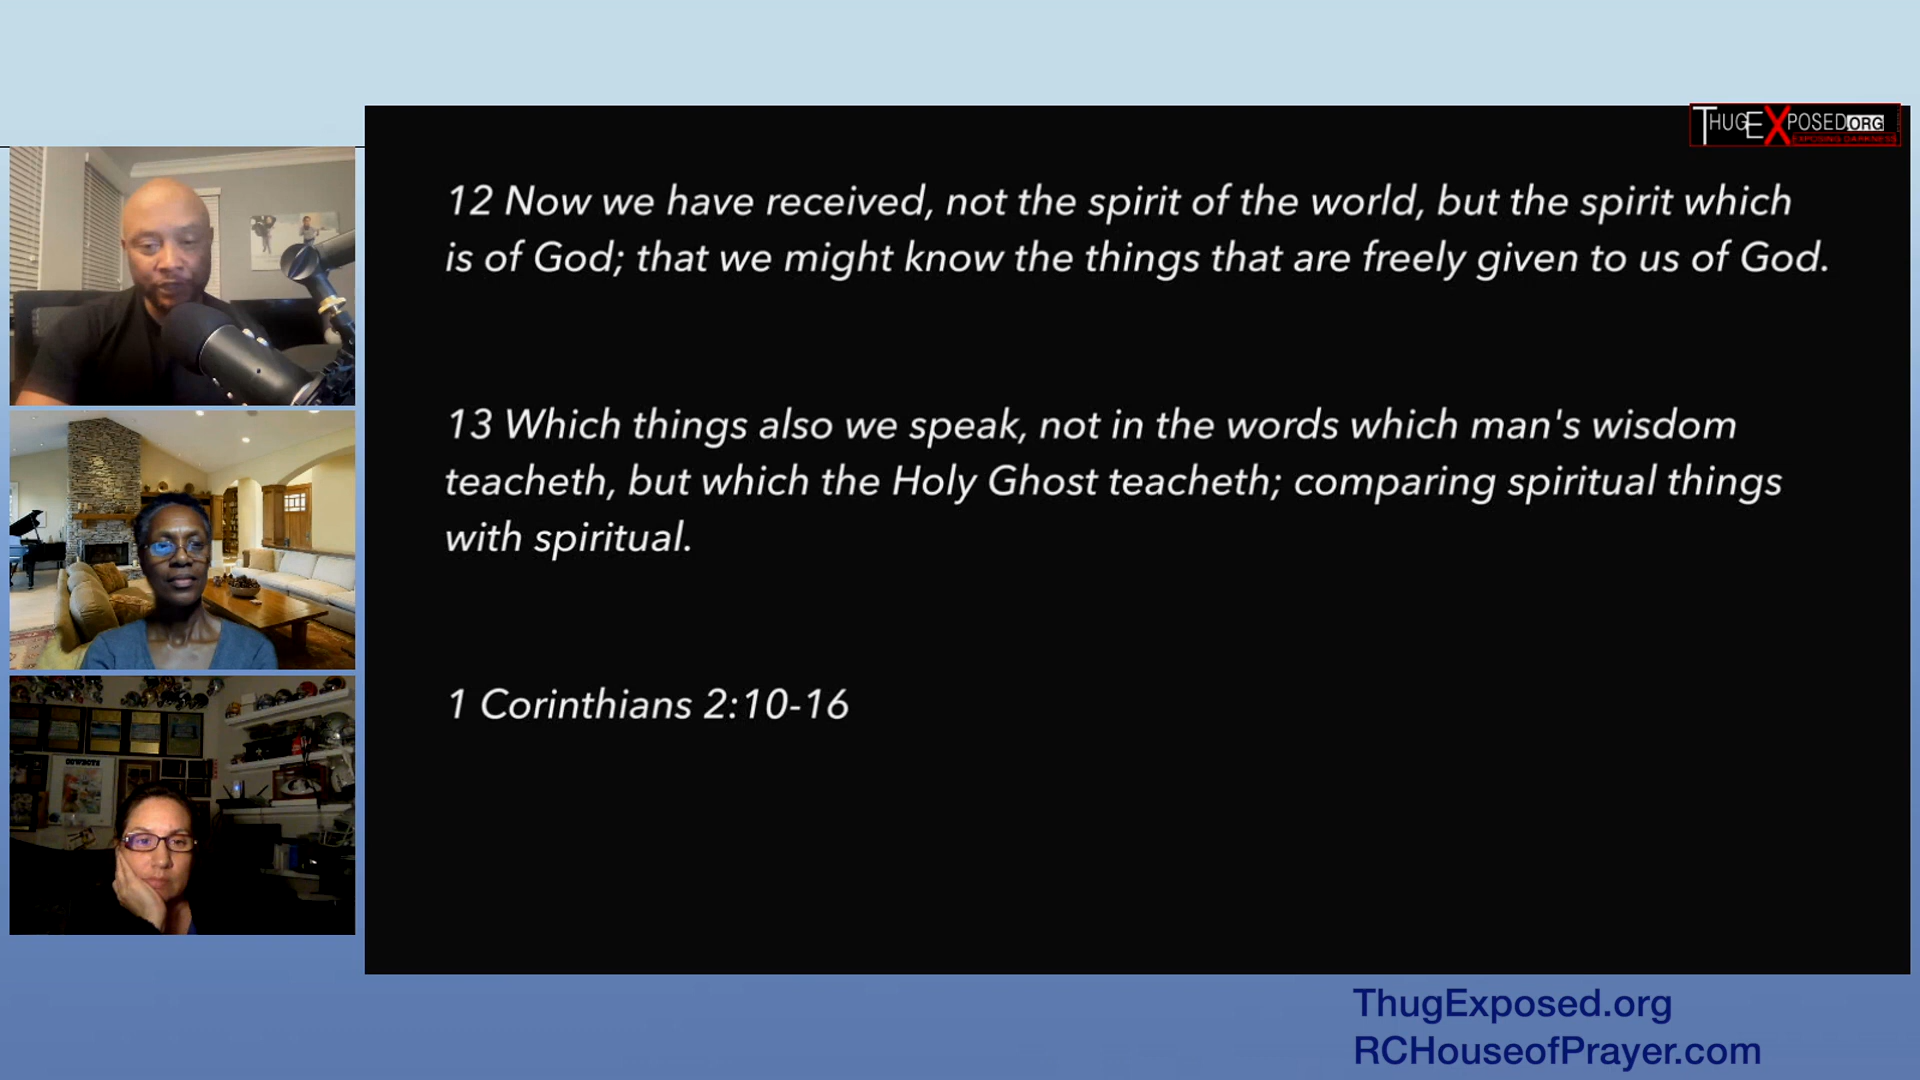 THUGEXPOSED.ORG
EXPOSING DARKNESS
12 Now we have received, not the spirit of the world, but the spirit which
is of God; that we might know the things that are freely given to us of God.
13 Which things also we speak, not in the words which man's wisdom
teacheth, but which the Holy Ghost teacheth; comparing spiritual things
with spiritual.
1 Corinthians 2:10-16
COWBOYS
ThugExposed.org
RCHouseofPrayer.com